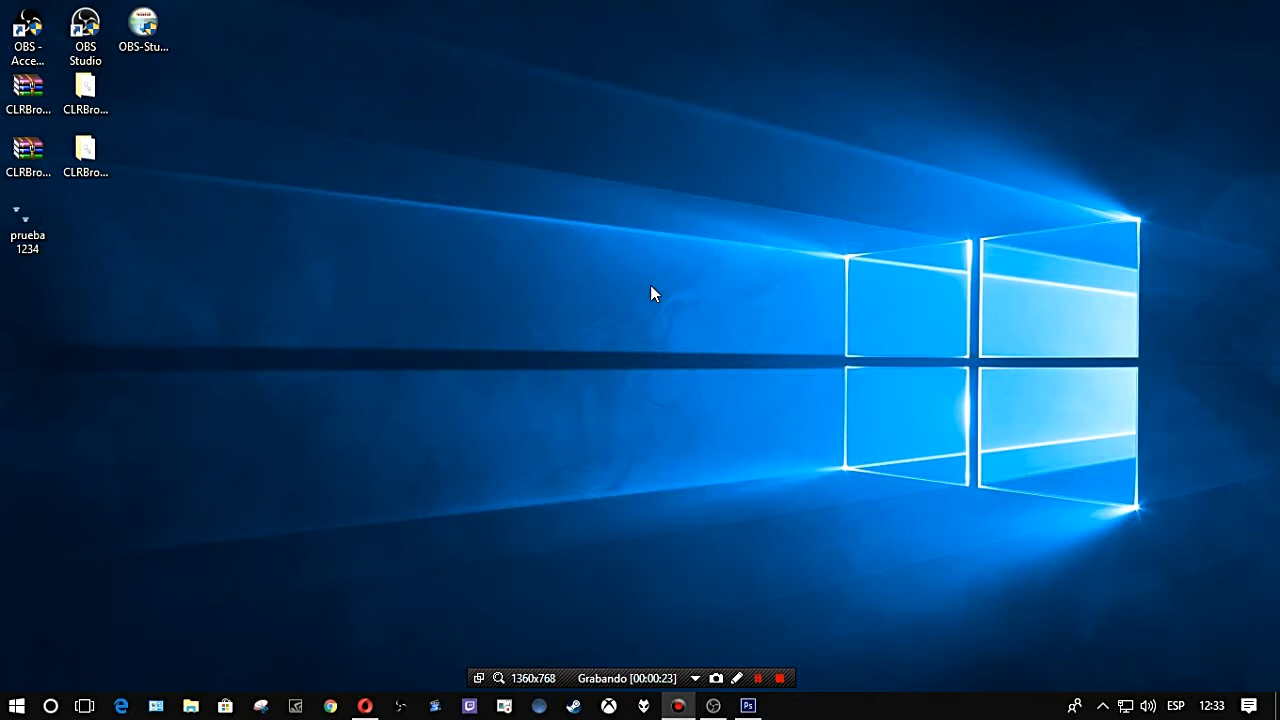 OBS -
Acce...
OBS
Studio
OBS-Stu...
CLRBro...
CLRBro...
CLRBro...
CLRBro...
prueba
1234
1360x768
Grabando [00:00:23]
Ps
ESP
12:33